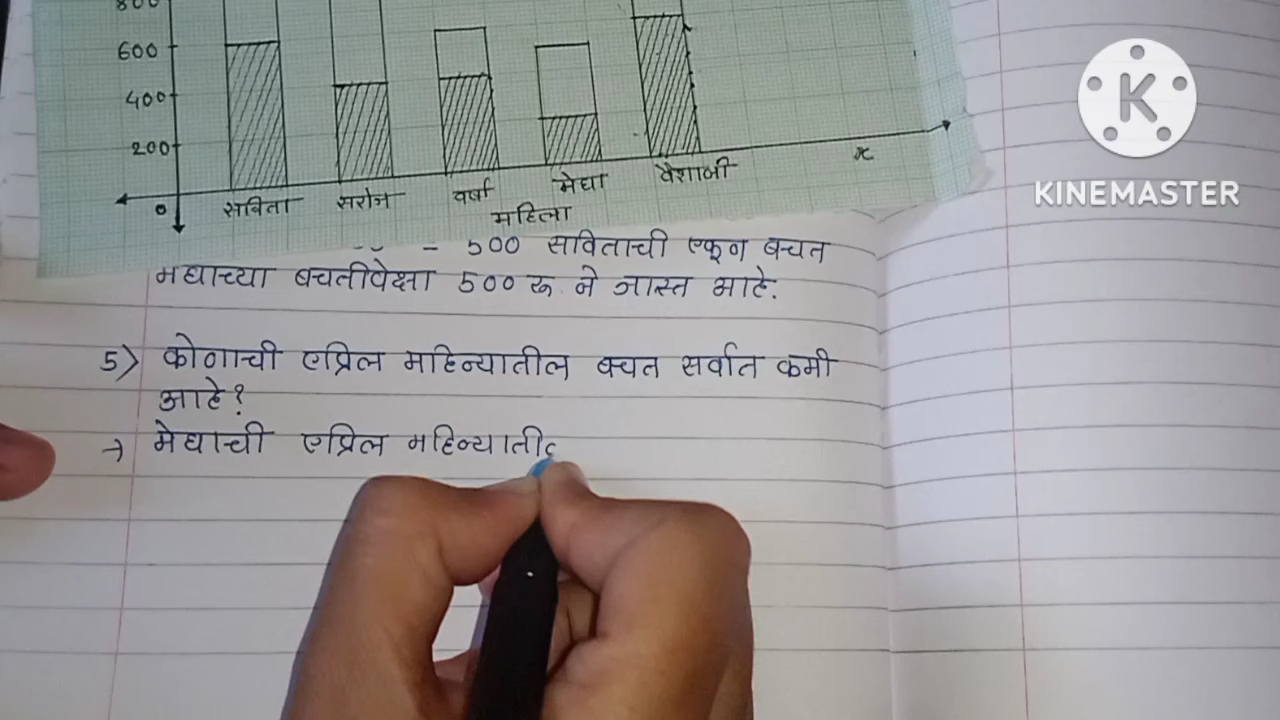 800
600
400
200
0
x
सविता सरोज वर्षा मेघा वैशाली
महिला
- 500 सविताची एकूण बचत
मेघाच्या बचतीपेक्षा 500 रु. ने जास्त आहे.
5) कोणाची एप्रिल महिन्यातील बचत सर्वात कमी
आहे?
→ मेघाची एप्रिल महिन्याती
K
KINEMASTER